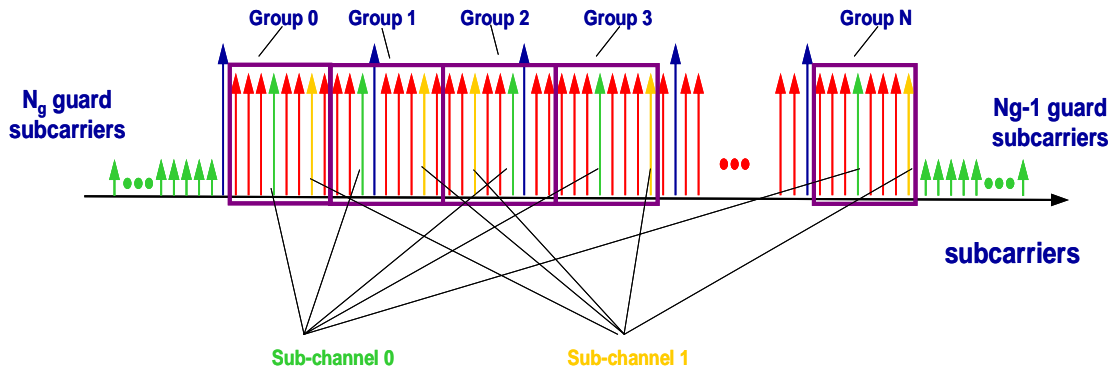 Group 0
Group 1
Group 2
Group 3
Group N
Ng guard
subcarriers
Ng-1 guard
subcarriers
subcarriers
Sub-channel 0
Sub-channel 1